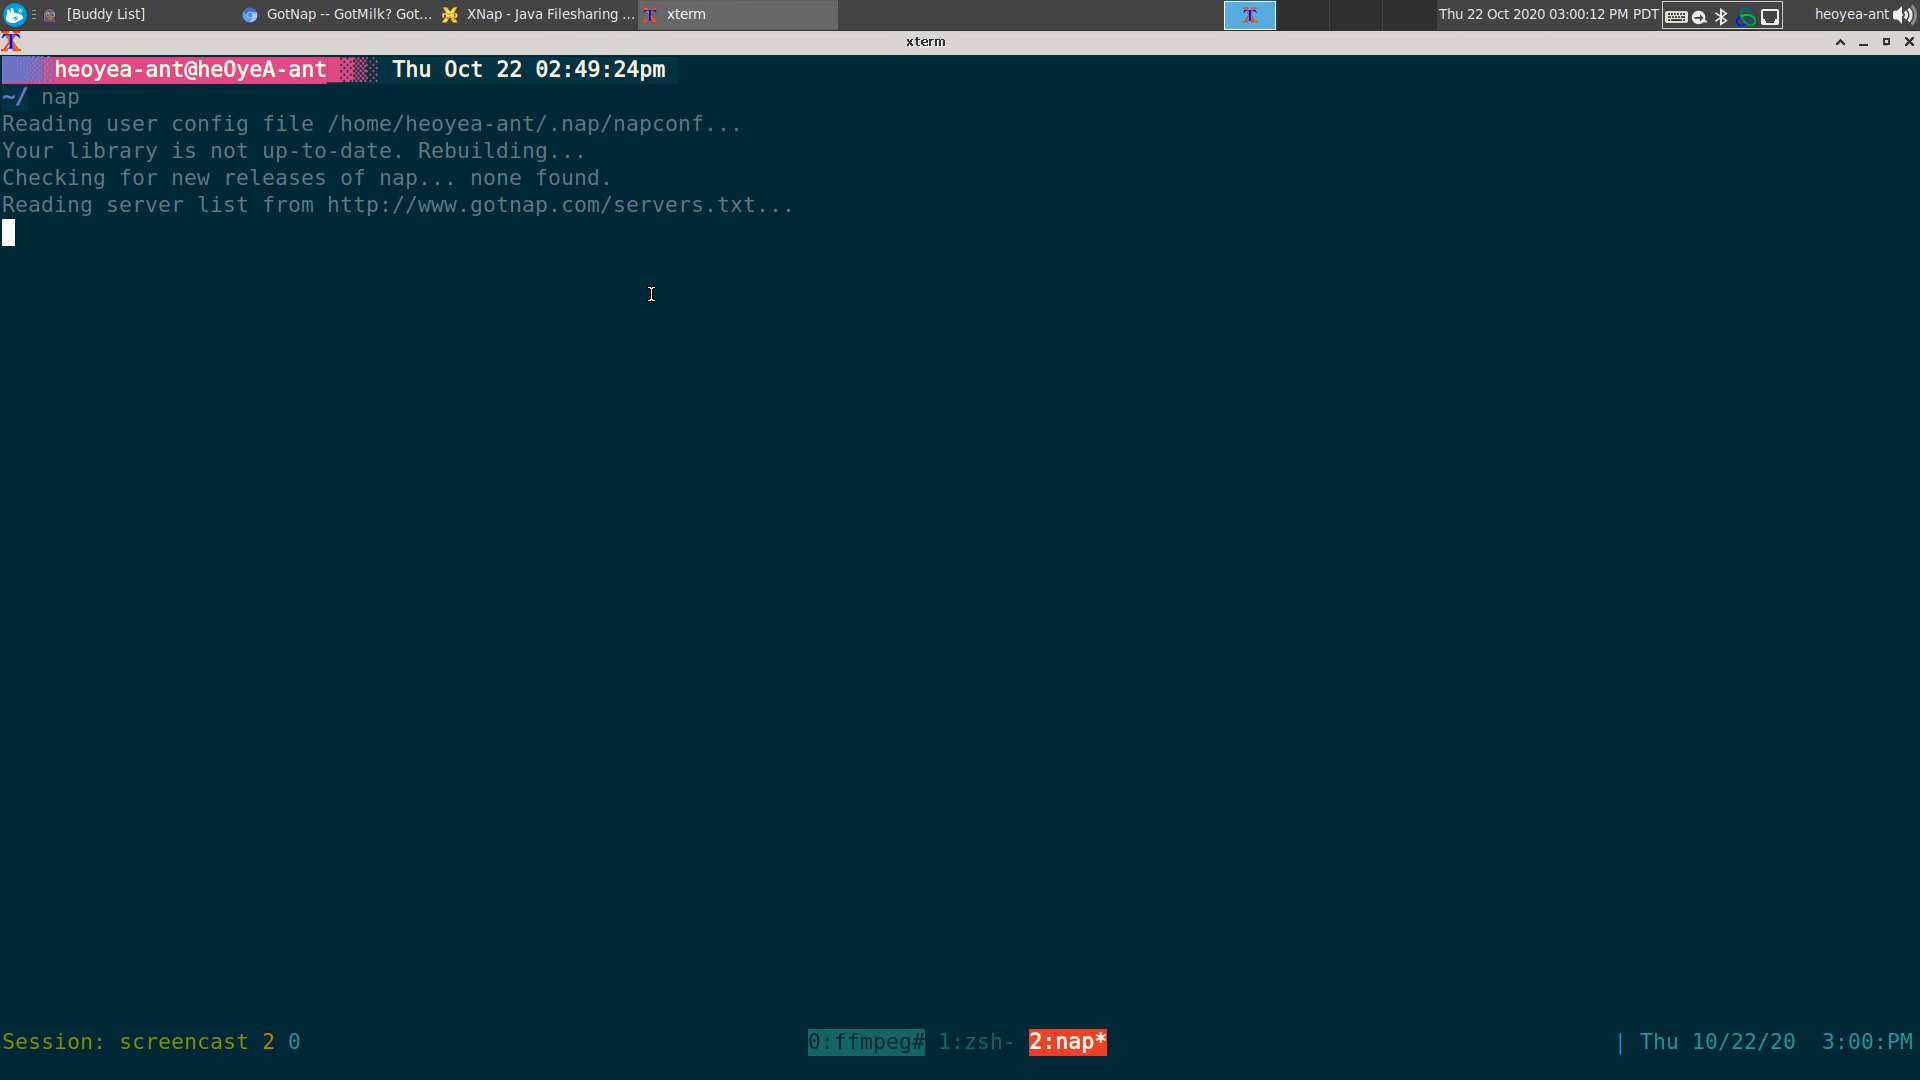 [Buddy List] GotNap -- GotMilk? Got... XNap - Java Filesharing ... xterm Thu 22 Oct 2020 03:00:12 PM PDT heoyea-ant
xterm
heoyea-ant@heOyeA-ant Thu Oct 22 02:49:24pm
~/ nap
Reading user config file /home/heoyea-ant/.nap/napconf...
Your library is not up-to-date. Rebuilding...
Checking for new releases of nap... none found.
Reading server list from http://www.gotnap.com/servers.txt...
Session: screencast 2 0 0:ffmpeg# 1:zsh- 2:nap* | Thu 10/22/20 3:00:PM